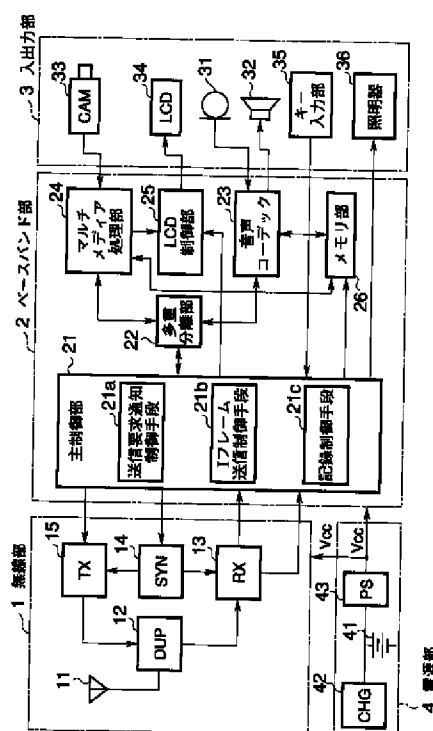 1 無線部
11
DUP
12
TX
15
SYN
14
RX
13
2 ベースバンド部
主制御部
21
送信要求通知
制御手段
21a
Iフレーム
送信制御手段
21b
記録制御手段
21c
多重
分離部
22
マルチ
メディア
処理部
24
LCD
制御部
25
音声
コーデック
23
メモリ部
26
3 入出力部
CAM
33
LCD
34
31
32
キー
入力部
35
照明器
36
4 電源部
CHG
42
41
PS
43
Vcc
Vcc